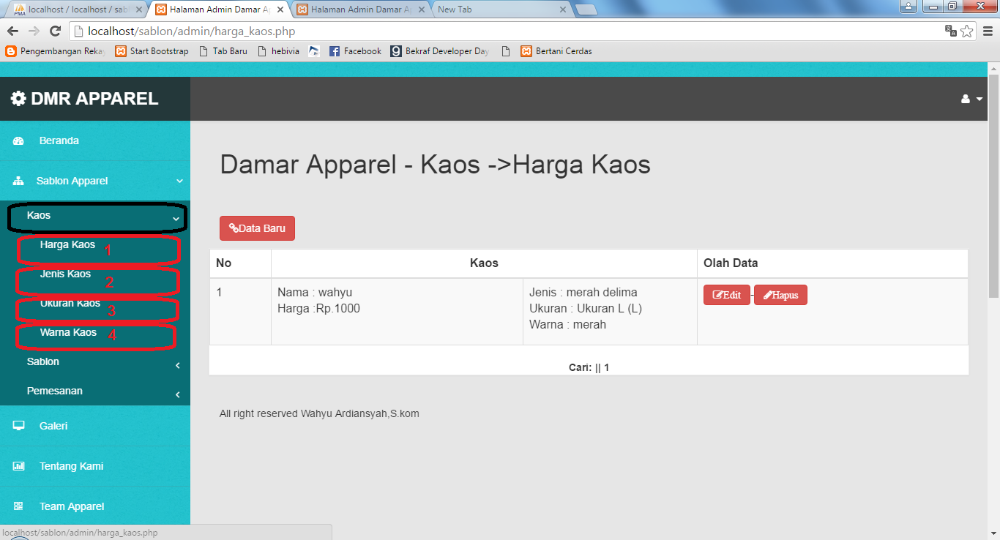 localhost / localhost / sabl
Halaman Admin Damar Ap
Halaman Admin Damar Ap
New Tab
localhost/sablon/admin/harga_kaos.php
Pengembangan Reka
Start Bootstrap
Tab Baru
hebivia
Facebook
Bekraf Developer Day
Bertani Cerdas
DMR APPAREL
Beranda
Sablon Apparel
Kaos
Harga Kaos 1
Jenis Kaos 2
Ukuran Kaos 3
Warna Kaos 4
Sablon
Pemesanan
Galeri
Tentang Kami
Team Apparel
Damar Apparel - Kaos ->Harga Kaos
Data Baru
No Kaos Olah Data
1 Nama : wahyu Jenis : merah delima Edit - Hapus
Harga :Rp.1000 Ukuran : Ukuran L (L)
Warna : merah
Cari: || 1
All right reserved Wahyu Ardiansyah,S.kom
localhost/sablon/admin/harga_kaos.php